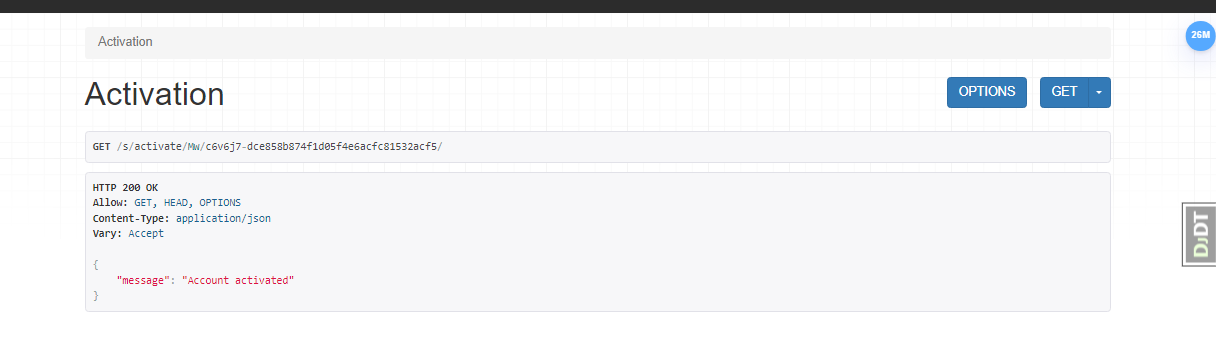 Activation
26M
Activation
OPTIONS
GET
GET /s/activate/Mw/c6v6j7-dce858b874f1d05f4e6acfc81532acf5/
HTTP 200 OK
Allow: GET, HEAD, OPTIONS
Content-Type: application/json
Vary: Accept
{
"message": "Account activated"
}
DJDT